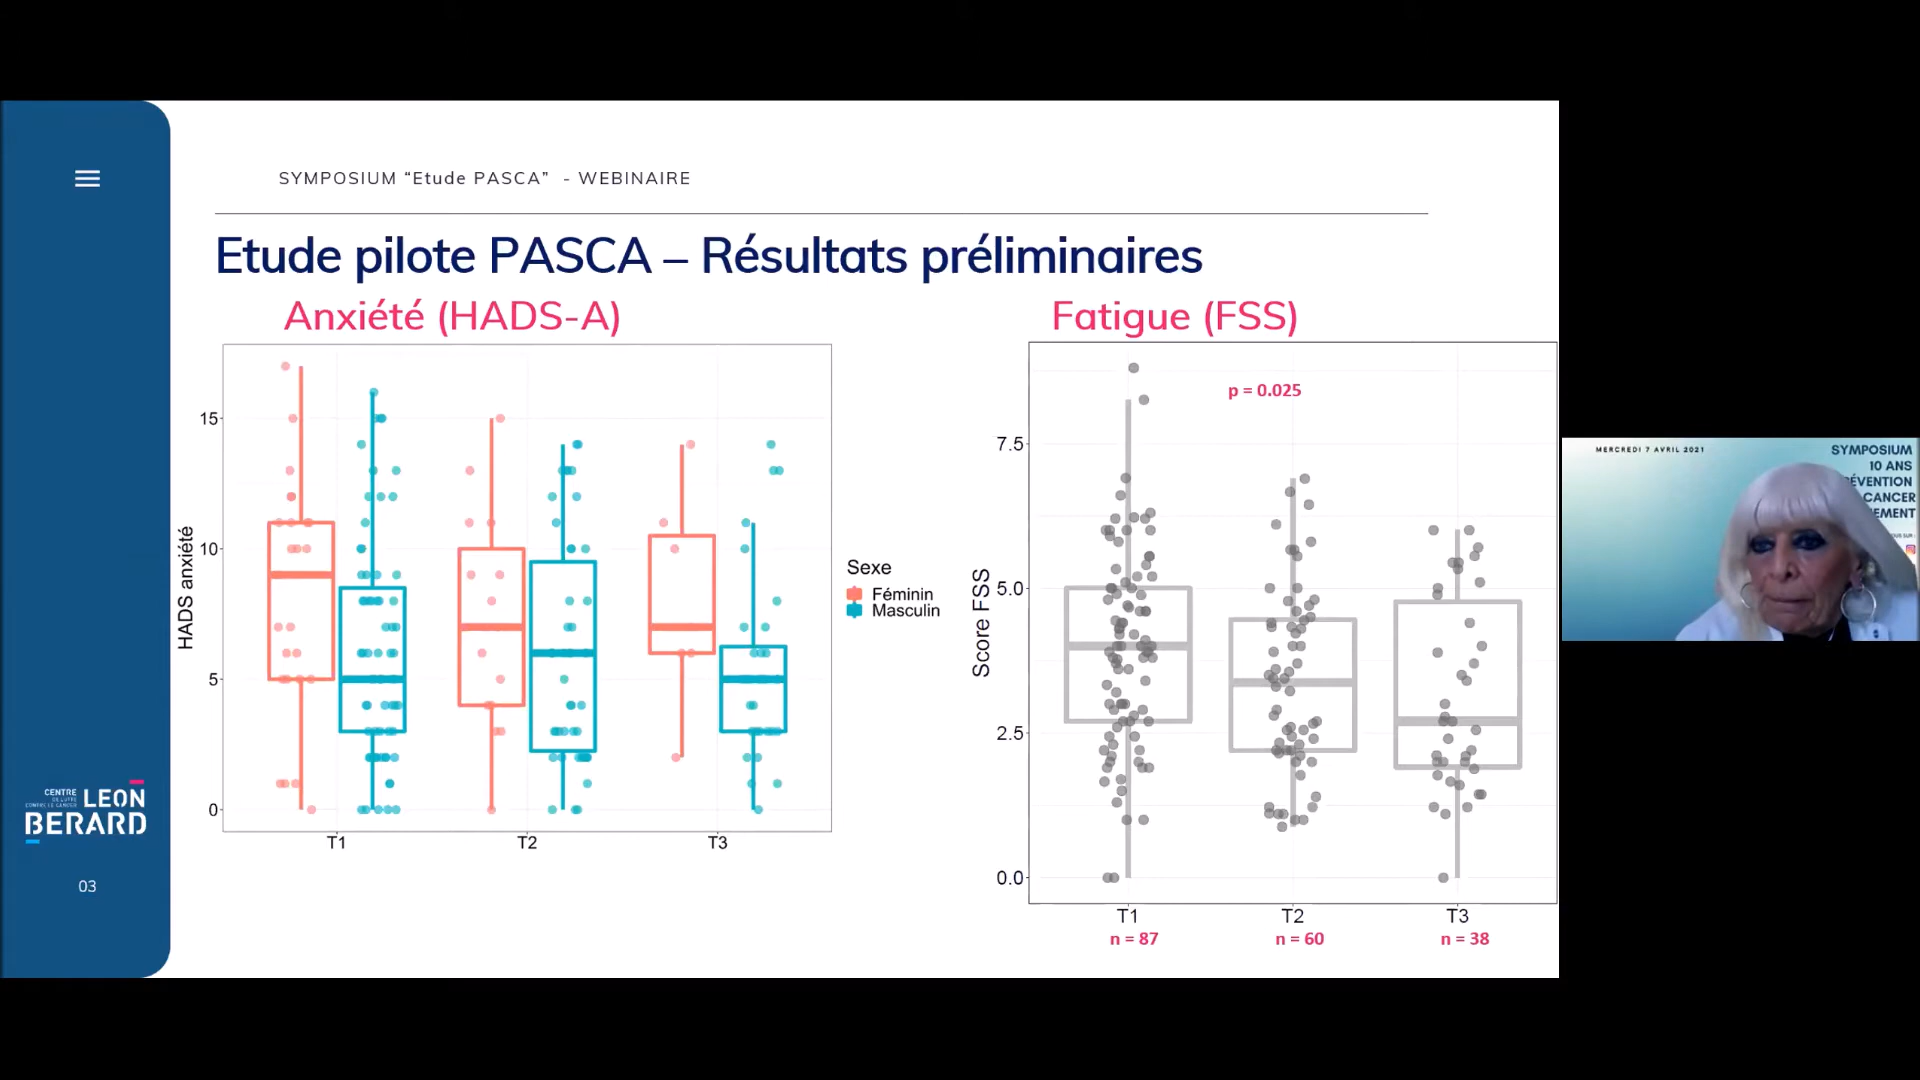 SYMPOSIUM “Etude PASCA” - WEBINAIRE
Etude pilote PASCA – Résultats préliminaires
Anxiété (HADS-A)
HADS anxiété
15
10
5
0
T1
T2
T3
Sexe
Féminin
Masculin
Fatigue (FSS)
p = 0.025
Score FSS
7.5
5.0
2.5
0.0
T1
T2
T3
n = 87
n = 60
n = 38
CENTRE
LEON
BERARD
03
MERCREDI 7 AVRIL 2021
SYMPOSIUM
10 ANS
ÉVENTION
CANCER
EMENT